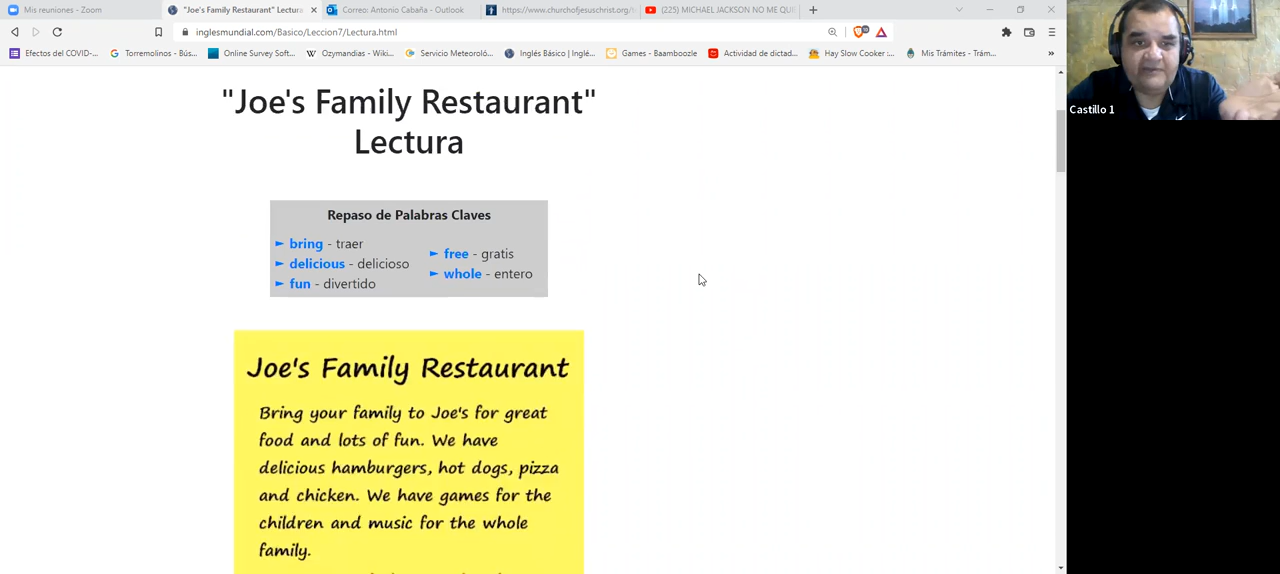 Mis reuniones - Zoom
"Joe's Family Restaurant" Lectura
Correo: Antonio Cabaña - Outlook
https://www.churchofjesuschrist.org/
(225) MICHAEL JACKSON NO ME QUI
inglesmundial.com/Basico/Leccion7/Lectura.html
Efectos del COVID-...
Torremolinos - Bús...
Online Survey Soft...
Ozymandias - Wiki...
Servicio Meteoroló...
Inglés Básico | Inglé...
Games - Baamboozle
Actividad de dictad...
Hay Slow Cooker :...
Mis Trámites - Trám...
"Joe's Family Restaurant"
Lectura
Repaso de Palabras Claves
bring - traer
delicious - delicioso
fun - divertido
free - gratis
whole - entero
Joe's Family Restaurant
Bring your family to Joe's for great
food and lots of fun. We have
delicious hamburgers, hot dogs, pizza
and chicken. We have games for the
children and music for the whole
family.
Castillo 1